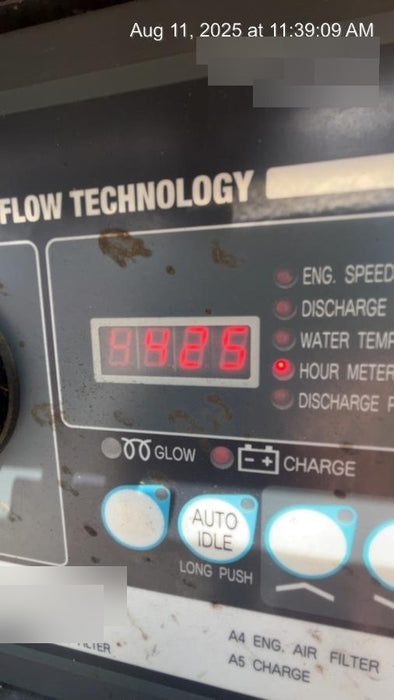 Aug 11, 2025 at 11:39:09 AM
FLOW TECHNOLOGY
ENG. SPEED
DISCHARGE
WATER TEMP
425
HOUR METER
DISCHARGE P
GLOW
- +
CHARGE
AUTO
IDLE
LONG PUSH
A4 ENG. AIR FILTER
A5 CHARGE